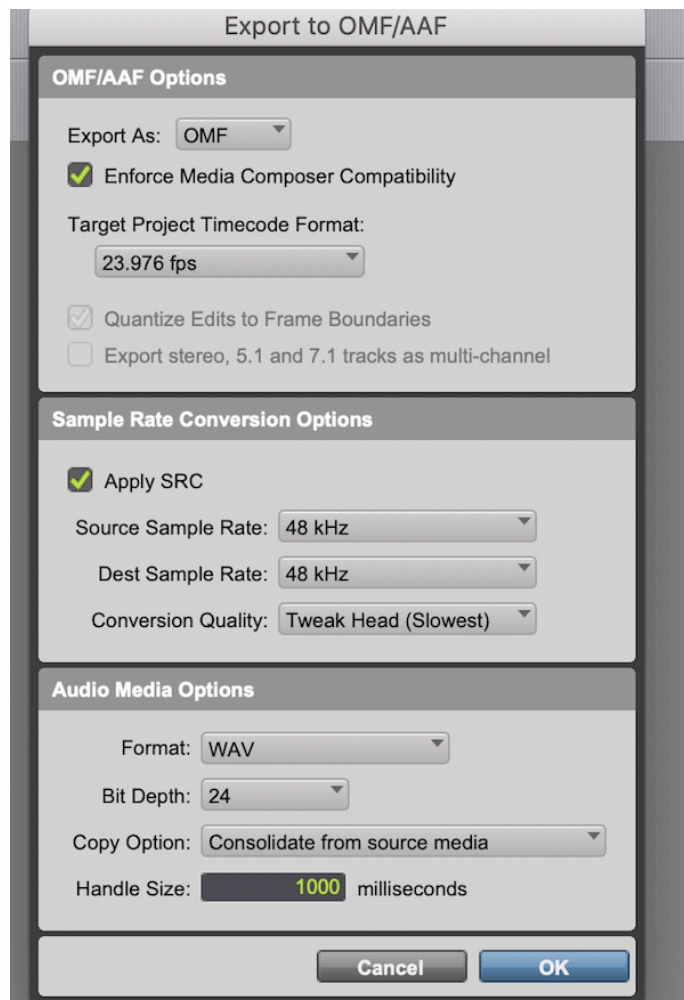 Export to OMF/AAF
OMF/AAF Options
Export As: OMF
Enforce Media Composer Compatibility
Target Project Timecode Format:
23.976 fps
Quantize Edits to Frame Boundaries
Export stereo, 5.1 and 7.1 tracks as multi-channel
Sample Rate Conversion Options
Apply SRC
Source Sample Rate: 48 kHz
Dest Sample Rate: 48 kHz
Conversion Quality: Tweak Head (Slowest)
Audio Media Options
Format: WAV
Bit Depth: 24
Copy Option: Consolidate from source media
Handle Size: 1000 milliseconds
Cancel OK